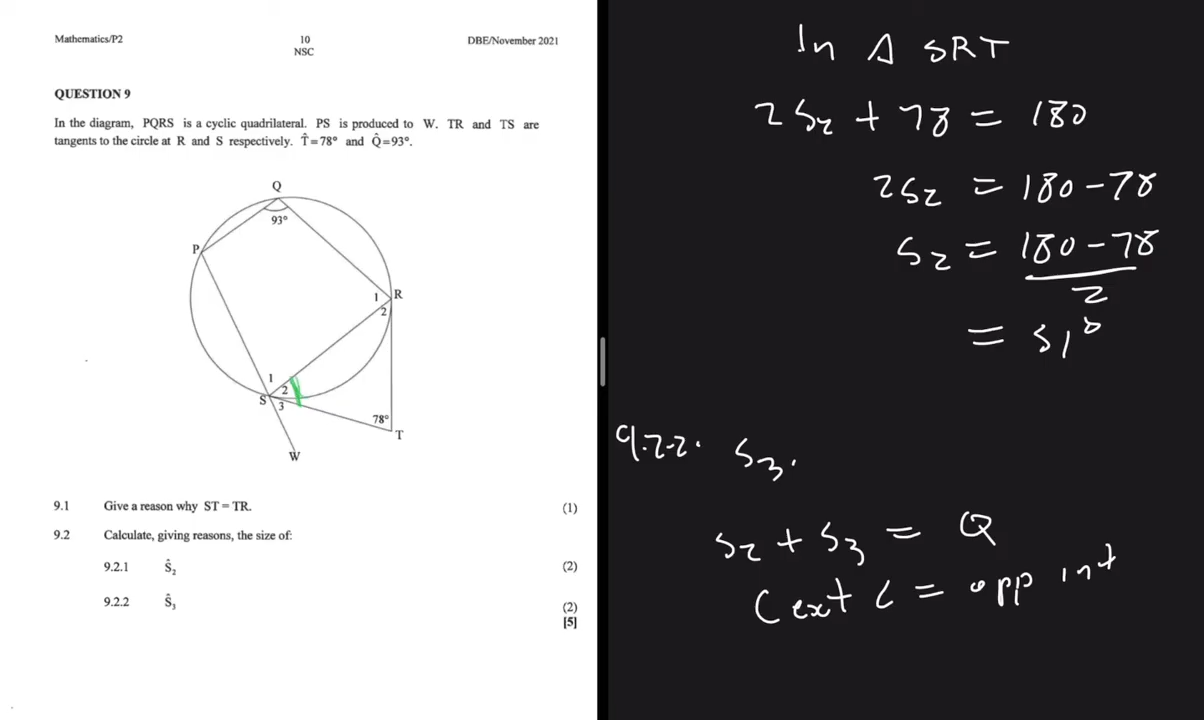 Mathematics/P2
10
NSC
DBE/November 2021
QUESTION 9
In the diagram, PQRS is a cyclic quadrilateral. PS is produced to W. TR and TS are
tangents to the circle at R and S respectively. T̂=78° and Q̂=93°.
Q
93°
P
1
R
2
1
2
S
3
78°
T
W
9.1 Give a reason why ST = TR. (1)
9.2 Calculate, giving reasons, the size of:
9.2.1 Ŝ₂ (2)
9.2.2 Ŝ₃ (2)
[5]
In Δ SRT
2S₂ + 78 = 180
2S₂ = 180 - 78
S₂ = 180 - 78
2
= 51°
9.2.2. S₃.
S₂ + S₃ = Q
(ext ∠ = opp int